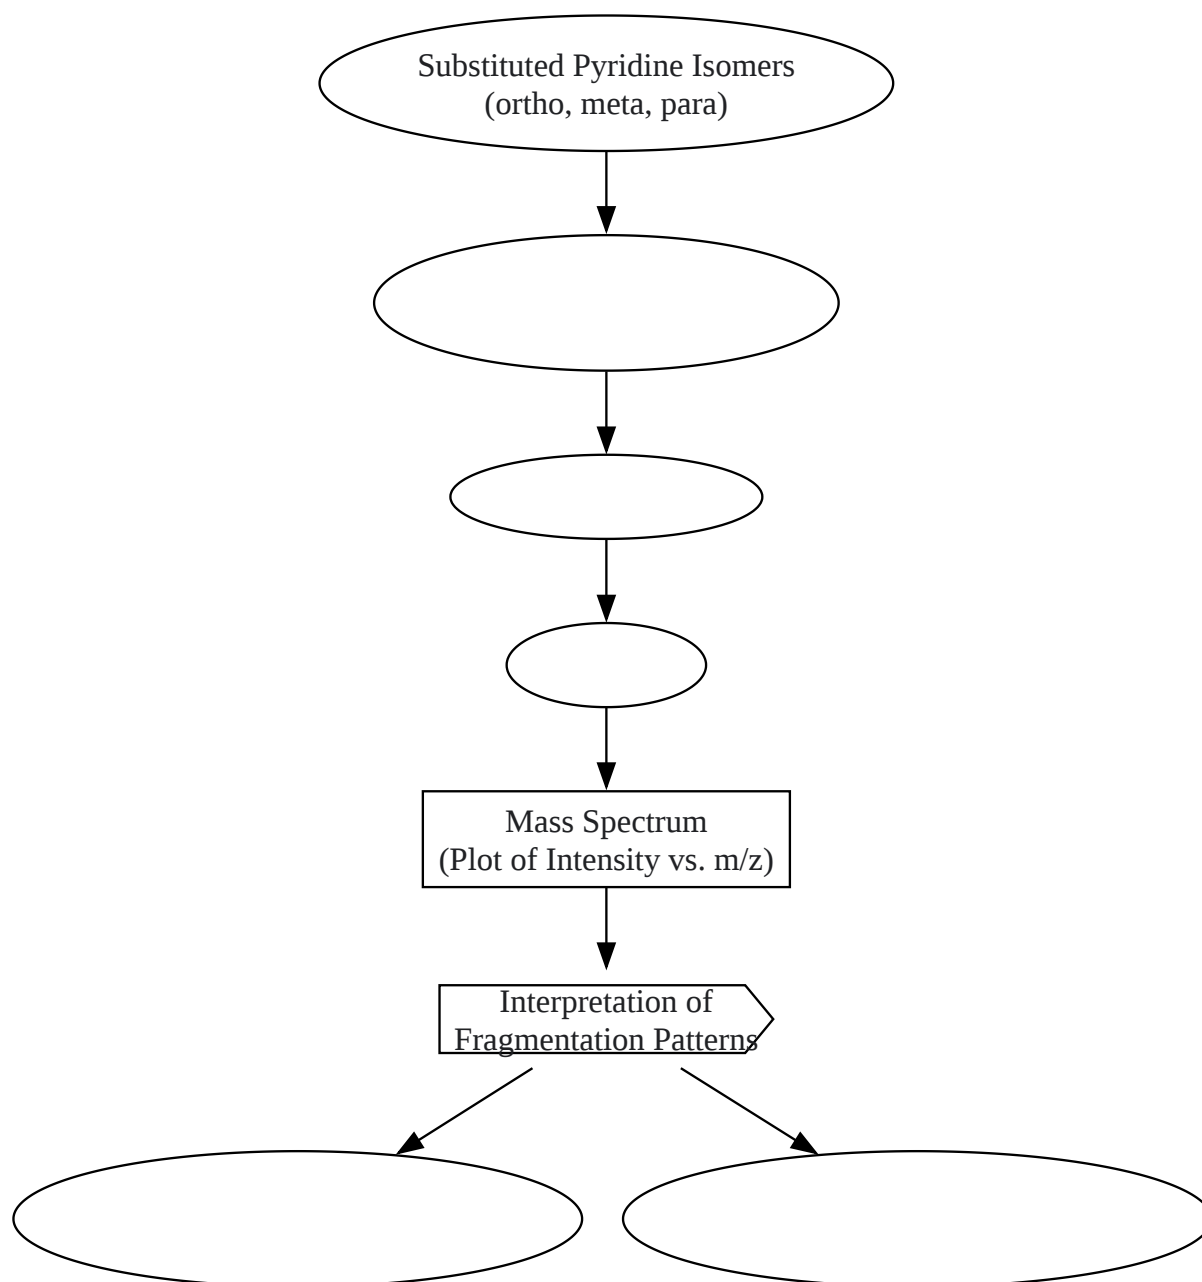 Substituted Pyridine Isomers
(ortho, meta, para)
Mass Spectrum
(Plot of Intensity vs. m/z)
Interpretation of
Fragmentation Patterns